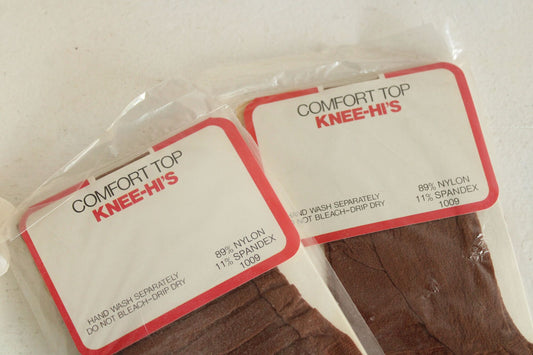 COMFORT TOP
KNEE-HI'S
HAND WASH SEPARATELY
DO NOT BLEACH-DRIP DRY
89% NYLON
11% SPANDEX
1009
COMFORT TOP
KNEE-HI'S
HAND WASH SEPARATELY
NOT BLEACH-DRIP DRY
89% NYLON
11% SPANDEX
1009